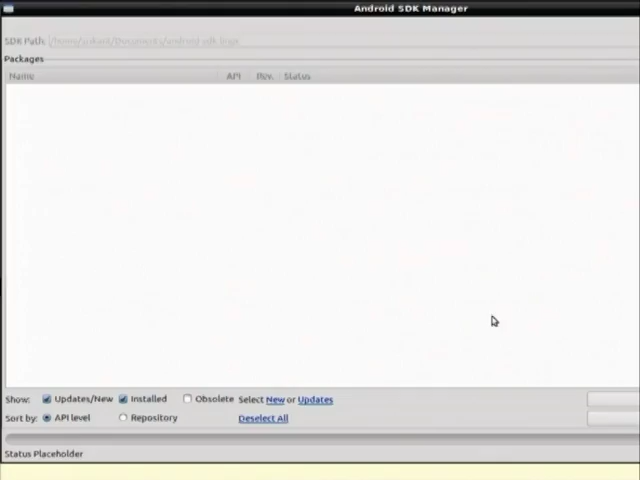 Android SDK Manager
SDK Path:
Packages
Name API Rev. Status
Show: Updates/New Installed Obsolete Select New or Updates
Sort by: API level Repository Deselect All
Status Placeholder